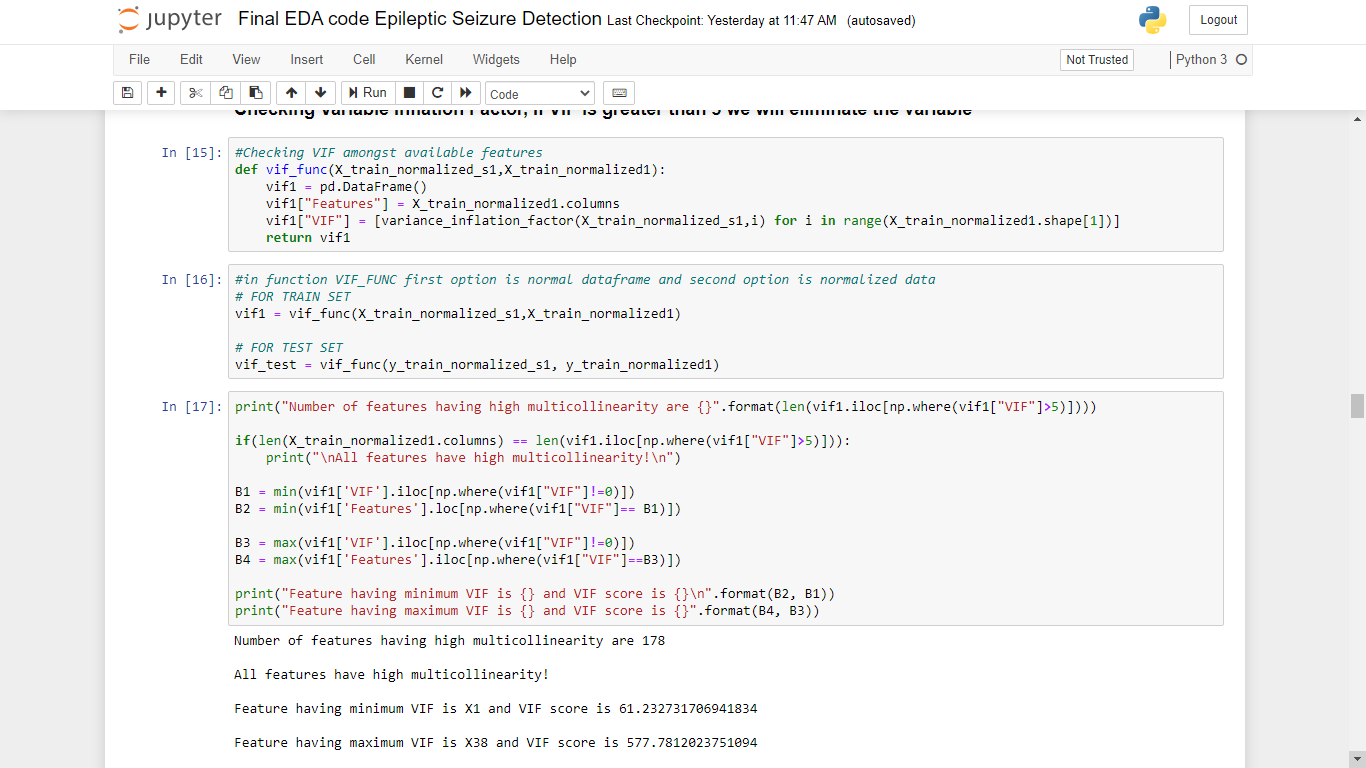 jupyter Final EDA code Epileptic Seizure Detection Last Checkpoint: Yesterday at 11:47 AM (autosaved)
Logout
File Edit View Insert Cell Kernel Widgets Help
Not Trusted
Python 3
Run
Code
Checking Variable Inflation Factor, if VIF is greater than 5 we will eliminate the variable
In [15]:
#Checking VIF amongst available features
def vif_func(X_train_normalized_s1,X_train_normalized1):
    vif1 = pd.DataFrame()
    vif1["Features"] = X_train_normalized1.columns
    vif1["VIF"] = [variance_inflation_factor(X_train_normalized_s1,i) for i in range(X_train_normalized1.shape[1])]
    return vif1
In [16]:
#in function VIF_FUNC first option is normal dataframe and second option is normalized data
# FOR TRAIN SET
vif1 = vif_func(X_train_normalized_s1,X_train_normalized1)
# FOR TEST SET
vif_test = vif_func(y_train_normalized_s1, y_train_normalized1)
In [17]:
print("Number of features having high multicollinearity are {}".format(len(vif1.iloc[np.where(vif1["VIF"]>5)])))
if(len(X_train_normalized1.columns) == len(vif1.iloc[np.where(vif1["VIF"]>5)])):
    print("\nAll features have high multicollinearity!\n")
B1 = min(vif1['VIF'].iloc[np.where(vif1["VIF"]!=0)])
B2 = min(vif1['Features'].loc[np.where(vif1["VIF"]== B1)])
B3 = max(vif1['VIF'].iloc[np.where(vif1["VIF"]!=0)])
B4 = max(vif1['Features'].iloc[np.where(vif1["VIF"]==B3)])
print("Feature having minimum VIF is {} and VIF score is {}\n".format(B2, B1))
print("Feature having maximum VIF is {} and VIF score is {}".format(B4, B3))
Number of features having high multicollinearity are 178
All features have high multicollinearity!
Feature having minimum VIF is X1 and VIF score is 61.232731706941834
Feature having maximum VIF is X38 and VIF score is 577.7812023751094